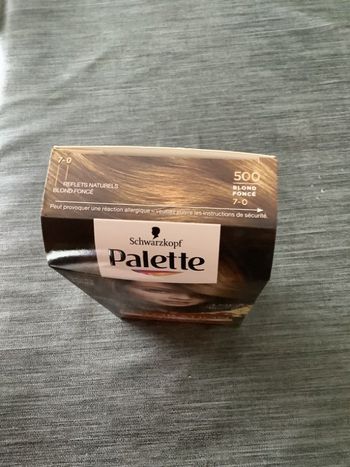 7-0
REFLETS NATURELS
BLOND FONCÉ
500
BLOND
FONCÉ
7-0
Peut provoquer une réaction allergique – veuillez suivre les instructions de sécurité.
Schwarzkopf
Palette